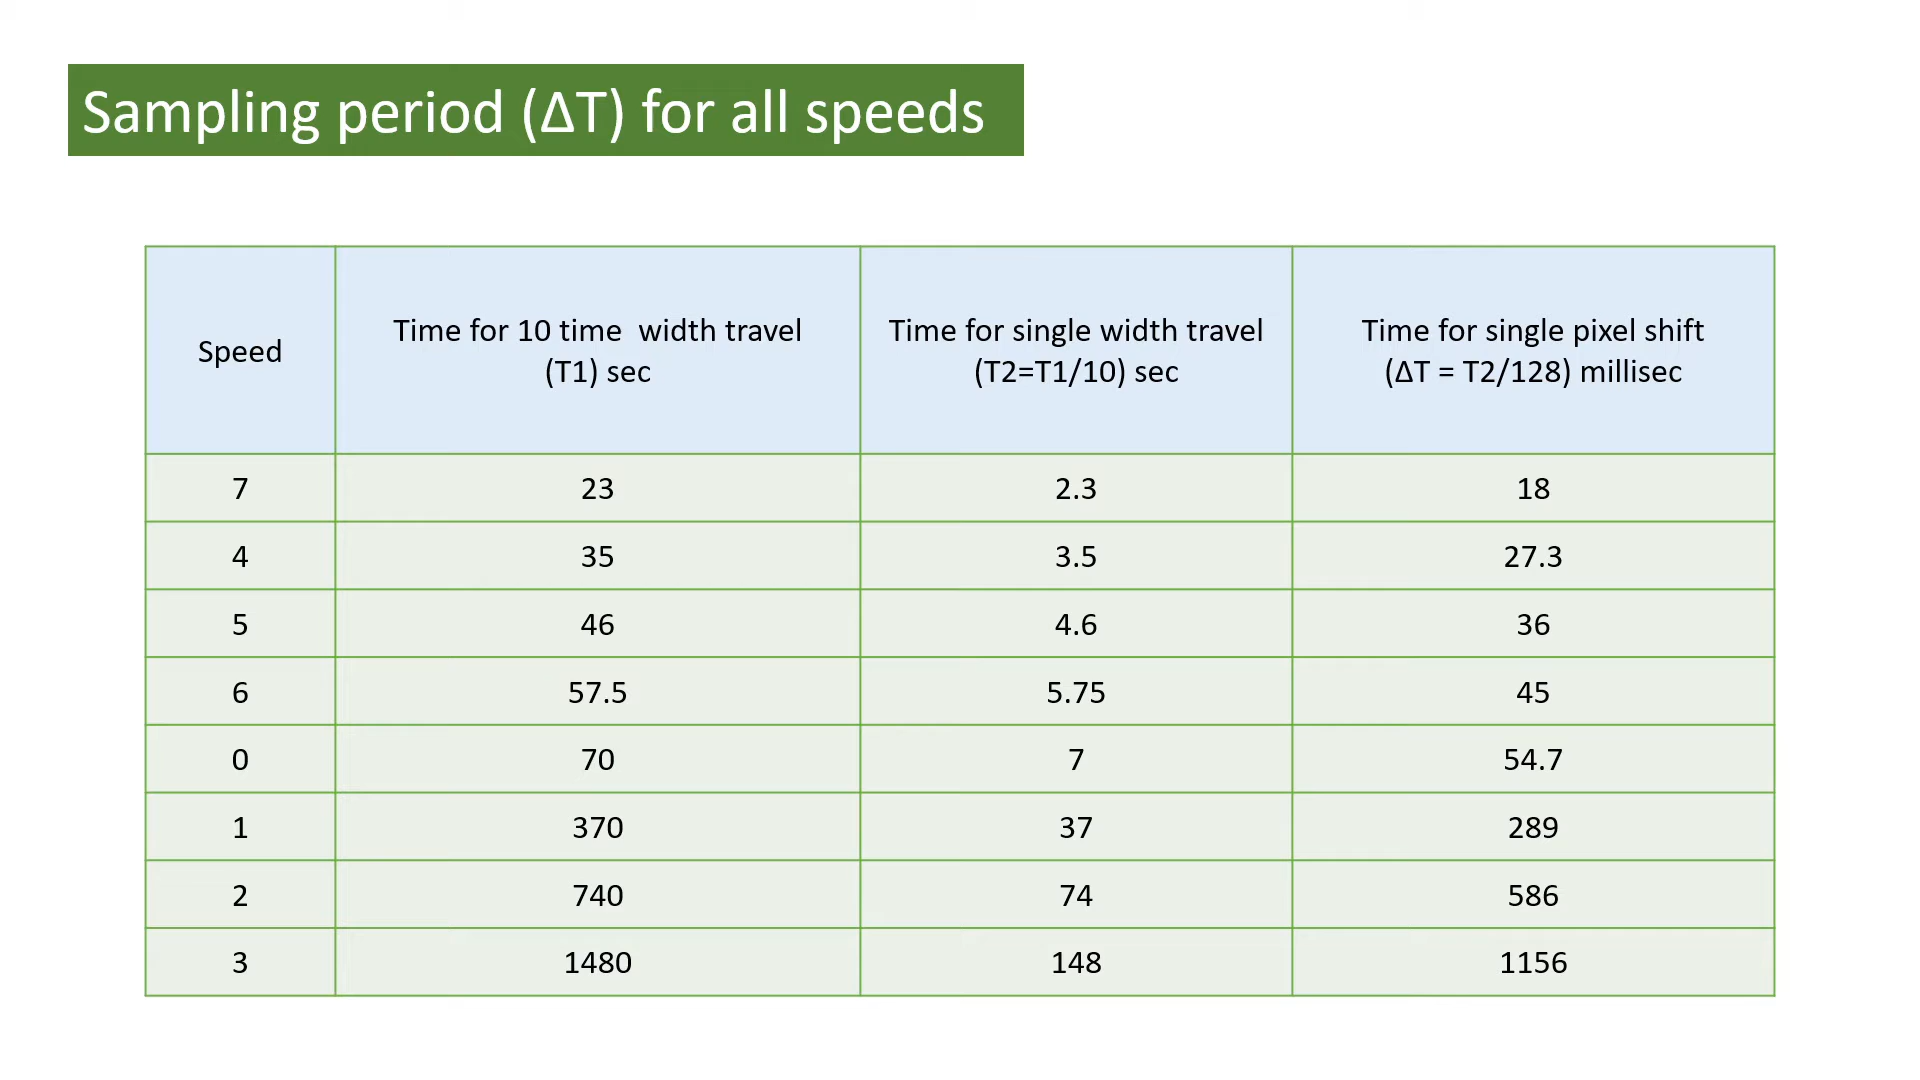 Sampling period (ΔT) for all speeds
Speed
Time for 10 time width travel
(T1) sec
Time for single width travel
(T2=T1/10) sec
Time for single pixel shift
(ΔT = T2/128) millisec
7 23 2.3 18
4 35 3.5 27.3
5 46 4.6 36
6 57.5 5.75 45
0 70 7 54.7
1 370 37 289
2 740 74 586
3 1480 148 1156